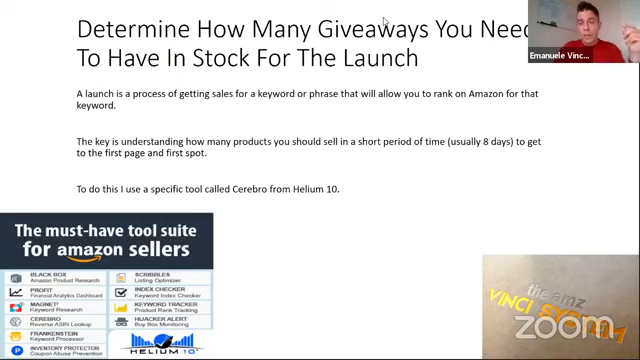 Determine How Many Giveaways You Need
To Have In Stock For The Launch
Emanuele Vinc...
A launch is a process of getting sales for a keyword or phrase that will allow you to rank on Amazon for that
keyword.
The key is understanding how many products you should sell in a short period of time (usually 8 days) to get
to the first page and first spot.
To do this I use a specific tool called Cerebro from Helium 10.
The must-have tool suite
for amazon sellers
BLACK BOX
Amazon Product Research
PROFIT
Financial Analytics Dashboard
MAGNET
Keyword Research
CEREBRO
Reverse ASIN Lookup
FRANKENSTEIN
Keyword Processor
INVENTORY PROTECTOR
Coupon Abuse Prevention
SCRIBBLES
Listing Optimizer
INDEX CHECKER
Keyword Index Checker
KEYWORD TRACKER
Product Rank Tracking
HIJACKER ALERT
Buy Box Monitoring
HELIUM 10
the amz
VINCI SYSTEM
zoom